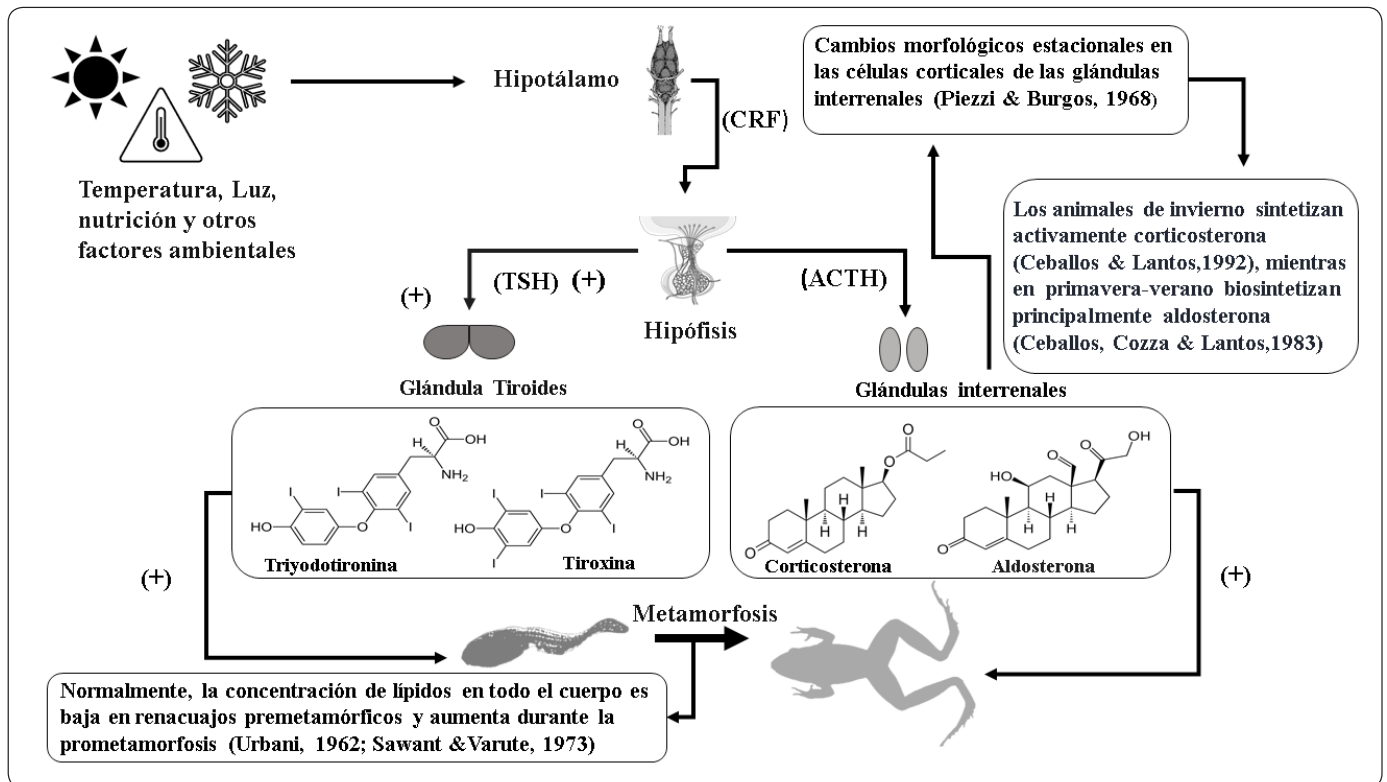 Temperatura, Luz,
nutrición y otros
factores ambientales
Hipotálamo
(CRF)
Cambios morfológicos estacionales en
las células corticales de las glándulas
interrenales (Piezzi & Burgos, 1968)
Los animales de invierno sintetizan
activamente corticosterona
(Ceballos & Lantos,1992), mientras
en primavera-verano biosintetizan
principalmente aldosterona
(Ceballos, Cozza & Lantos,1983)
(+)
(TSH) (+)
(ACTH)
Hipófisis
Glándula Tiroides
Glándulas interrenales
O
OH
H
NH₂
I
I
I
HO
O
Triyodotironina
O
OH
H
NH₂
I
I
I
I
HO
O
Tiroxina
O
O
H
H
H
O
Corticosterona
OH
O
O
HO
H
H
H
O
Aldosterona
(+)
(+)
Metamorfosis
Normalmente, la concentración de lípidos en todo el cuerpo es
baja en renacuajos premetamórficos y aumenta durante la
prometamorfosis (Urbani, 1962; Sawant &Varute, 1973)